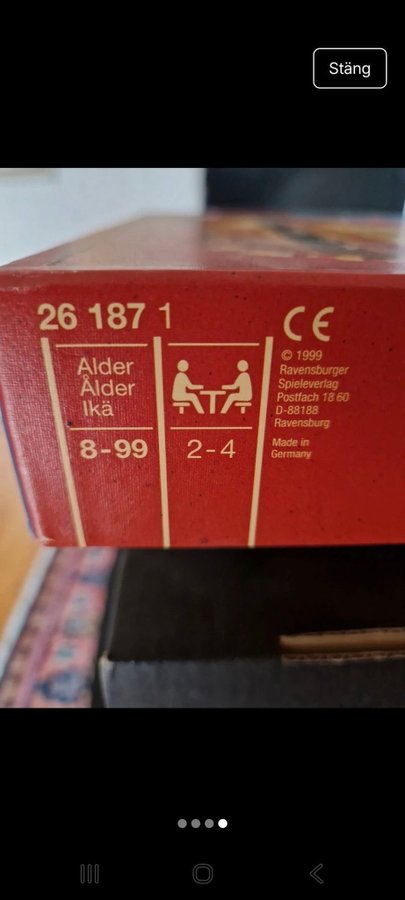 Stäng
26 187 1
Alder
Ålder
Ikä
8-99
2-4
CE
© 1999
Ravensburger
Spieleverlag
Postfach 18 60
D-88188
Ravensburg
Made in
Germany